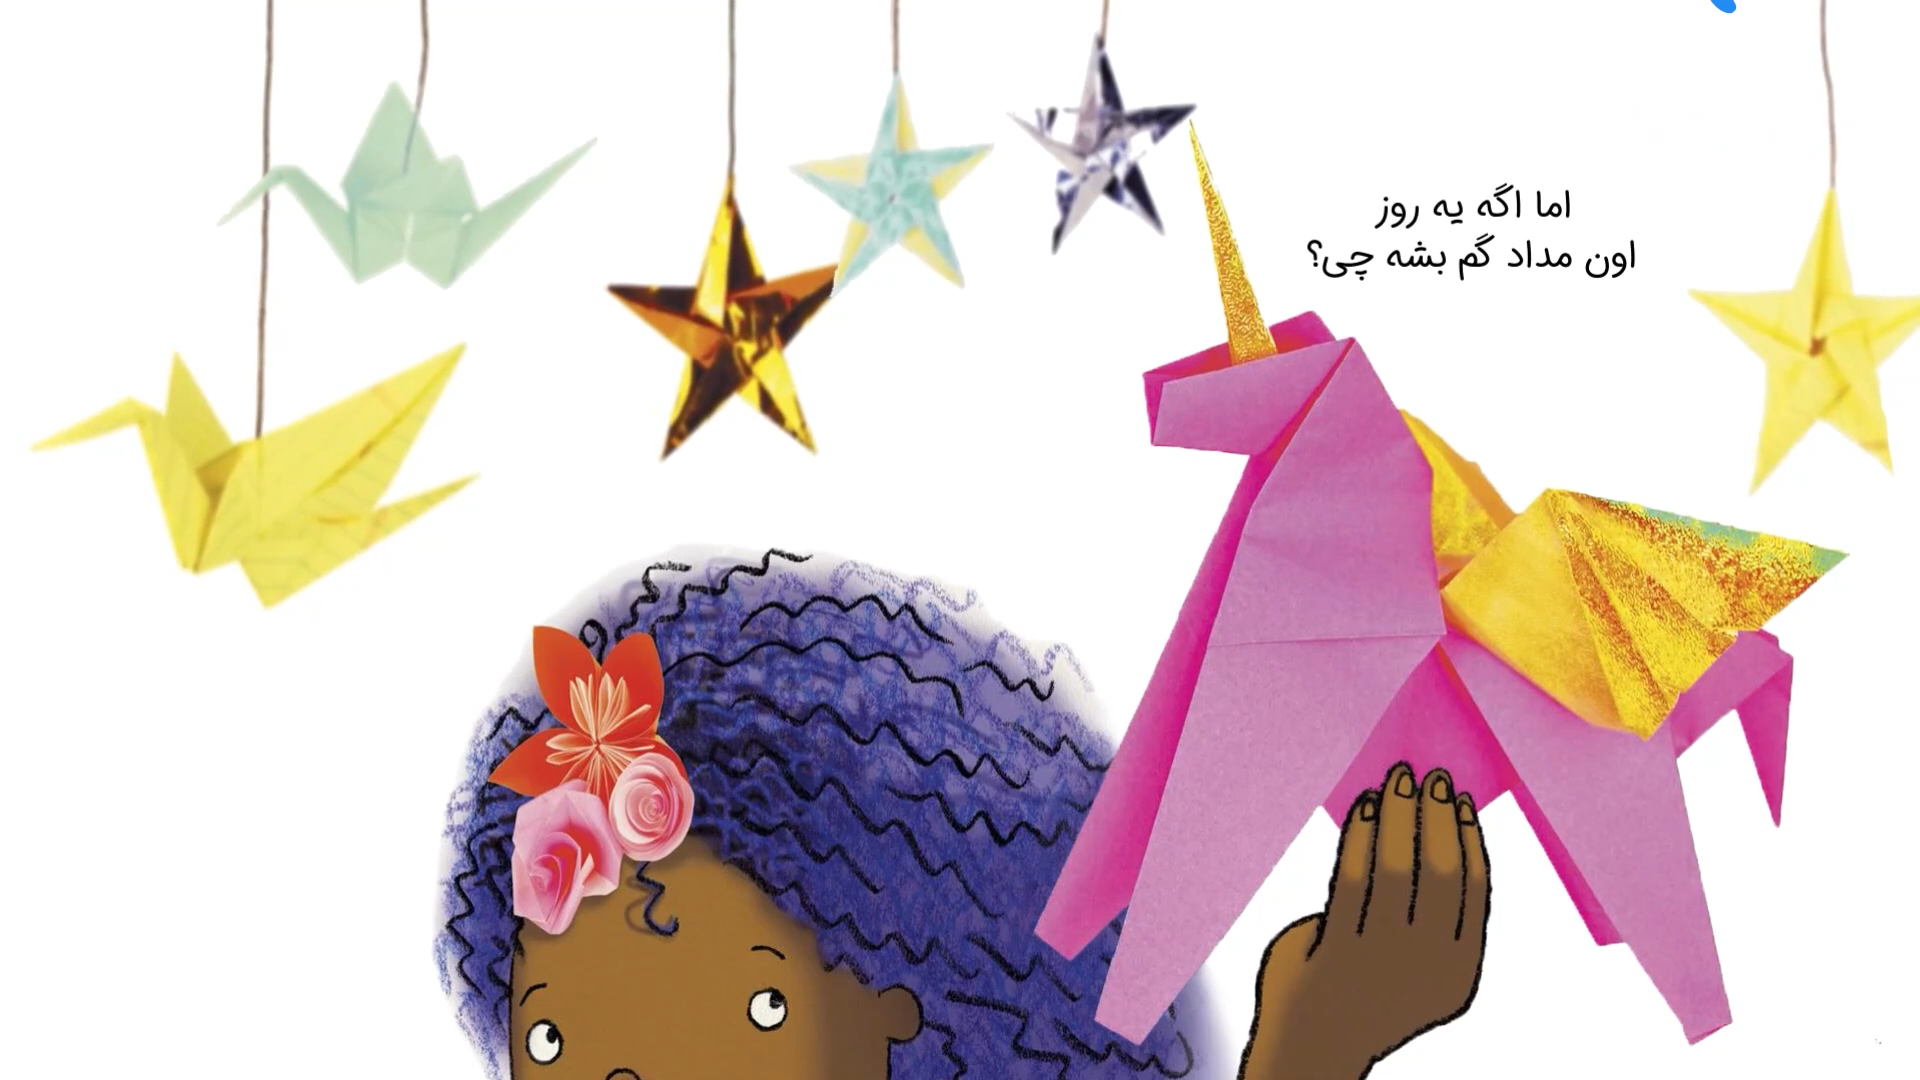 اما اگه یه روز
اون مداد گم بشه چی؟